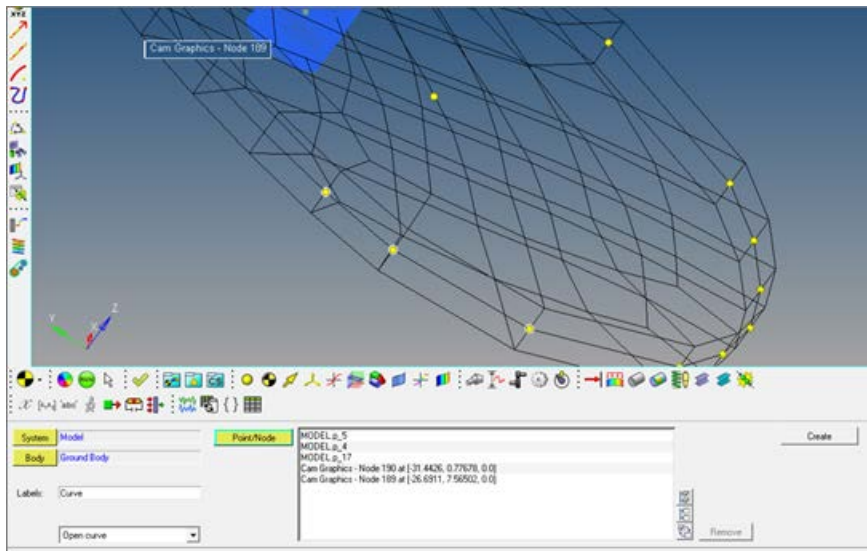 XYZ
Cam Graphics - Node 189
Y
X
Z
System
Model
Body
Ground Body
Labels:
Curve
Open curve
Point/Node
MODEL.p_5
MODEL.p_4
MODEL.p_17
Cam Graphics - Node 190 at [-31.4426, 0.77678, 0.0]
Cam Graphics - Node 189 at [-26.6911, 7.56502, 0.0]
Create
Remove